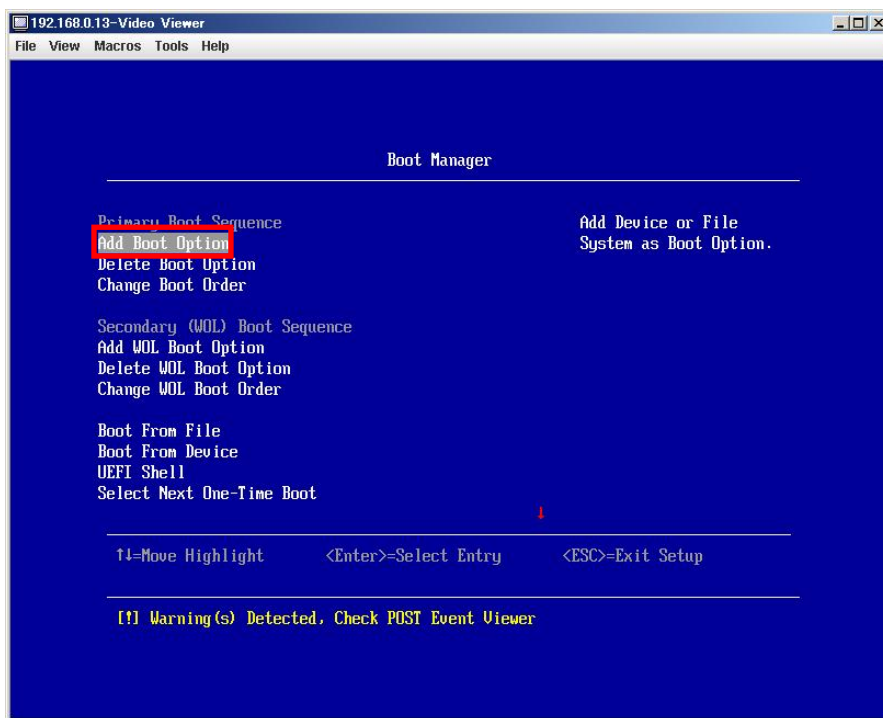 192.168.0.13-Video Viewer
File View Macros Tools Help
Boot Manager
Primary Boot Sequence
Add Boot Option
Delete Boot Option
Change Boot Order
Secondary (WOL) Boot Sequence
Add WOL Boot Option
Delete WOL Boot Option
Change WOL Boot Order
Boot From File
Boot From Device
UEFI Shell
Select Next One-Time Boot
Add Device or File
System as Boot Option.
↓
↑↓=Move Highlight <Enter>=Select Entry <ESC>=Exit Setup
[!] Warning(s) Detected, Check POST Event Viewer